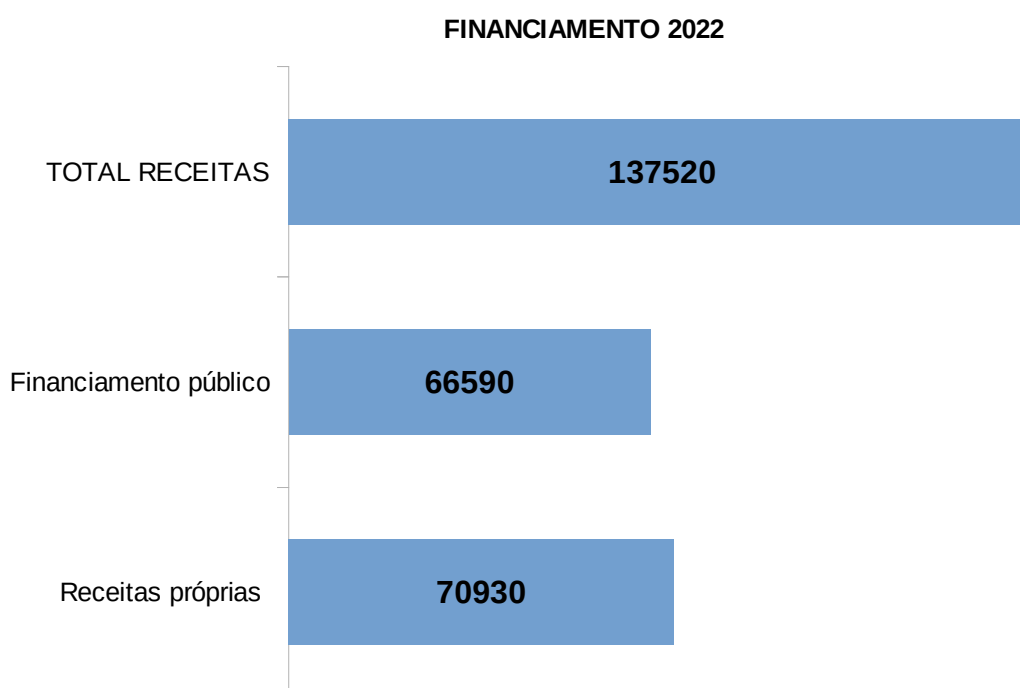 FINANCIAMENTO 2022
TOTAL RECEITAS
137520
Financiamento público
66590
Receitas próprias
70930